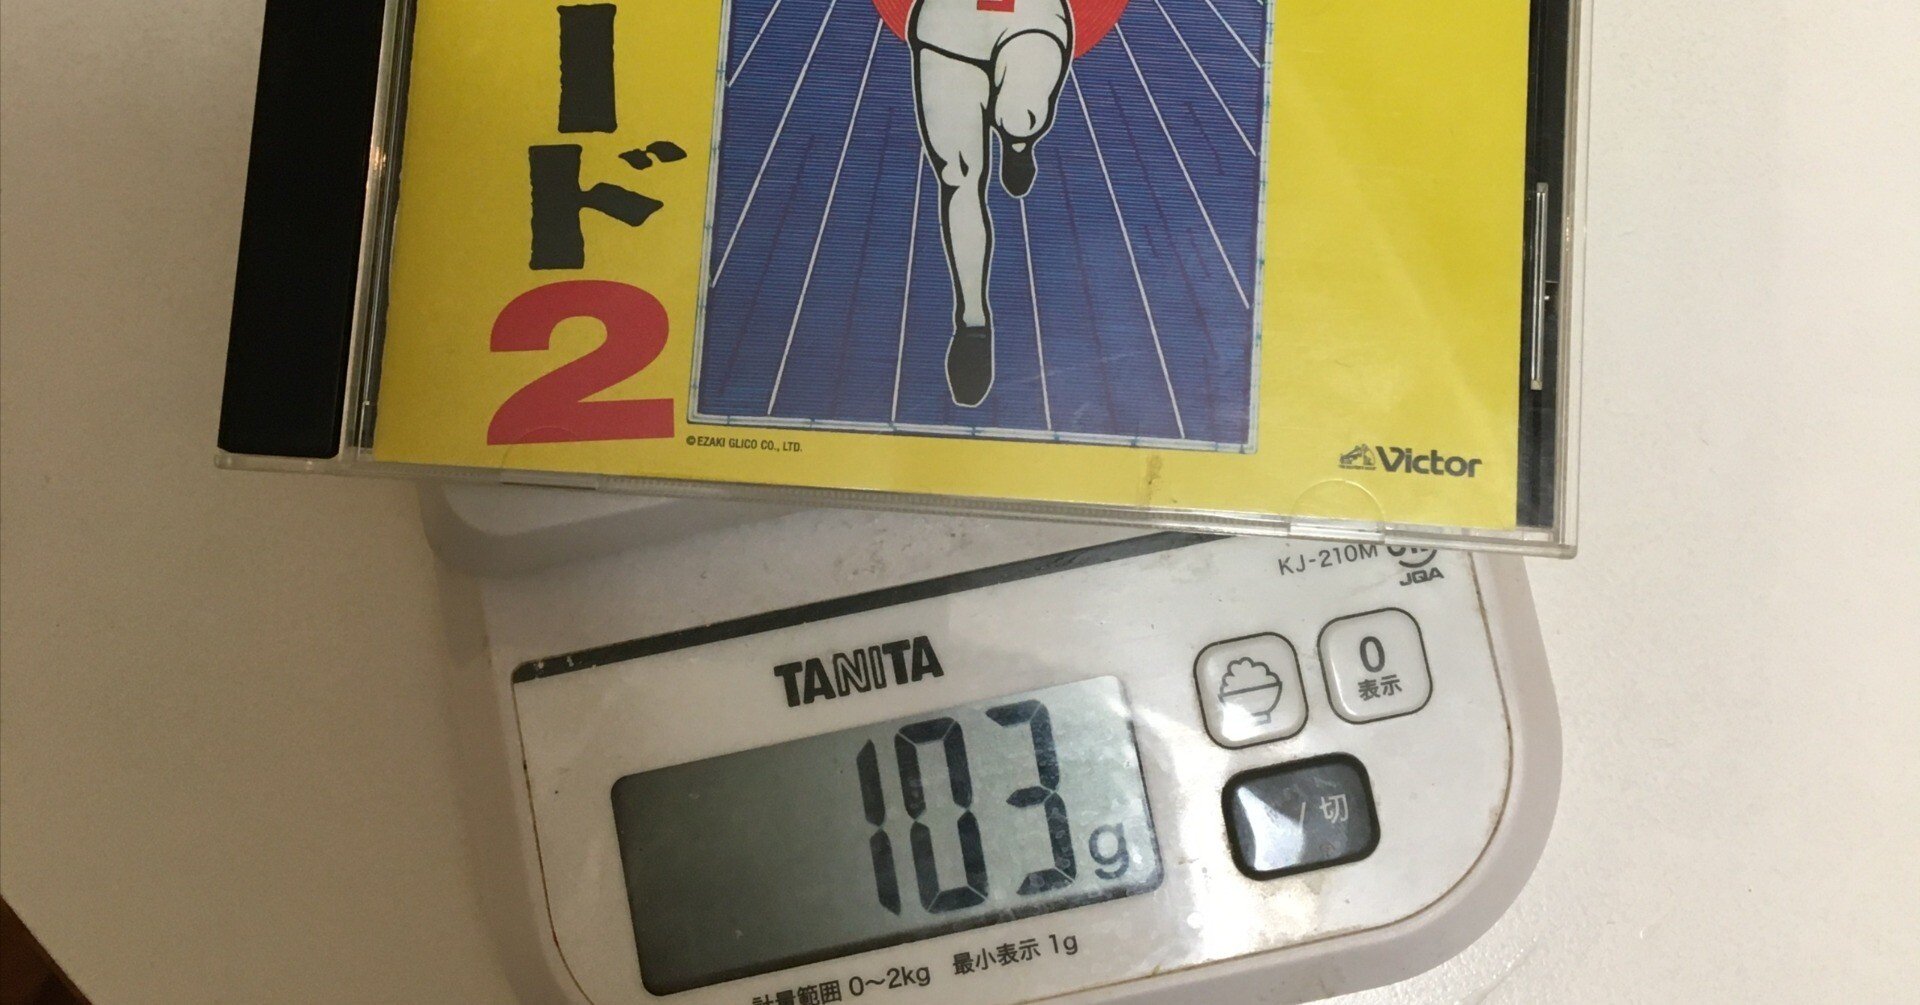 ード
2
© EZAKI GLICO CO., LTD.
Victor
KJ-210M
JQA
TANITA
0
表示
103g
/切
計量範囲 0~2kg 最小表示 1g